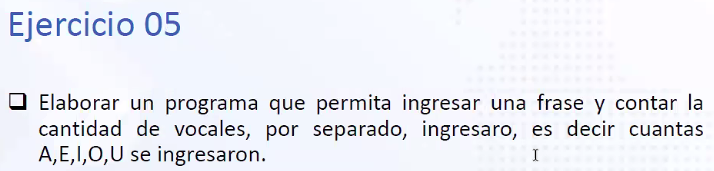 Ejercicio 05
Elaborar un programa que permita ingresar una frase y contar la
cantidad de vocales, por separado, ingresaro, es decir cuantas
A,E,I,O,U se ingresaron.